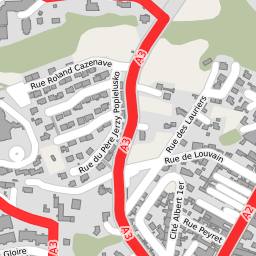 A3
Rue Roland Cazenave
Rue du Père Jerzy Popieluszko
Rue des Lauriers
A3
Rue de Louvain
Cité Albert 1er
A2
Rue Peyret
A3
A3
Gloire